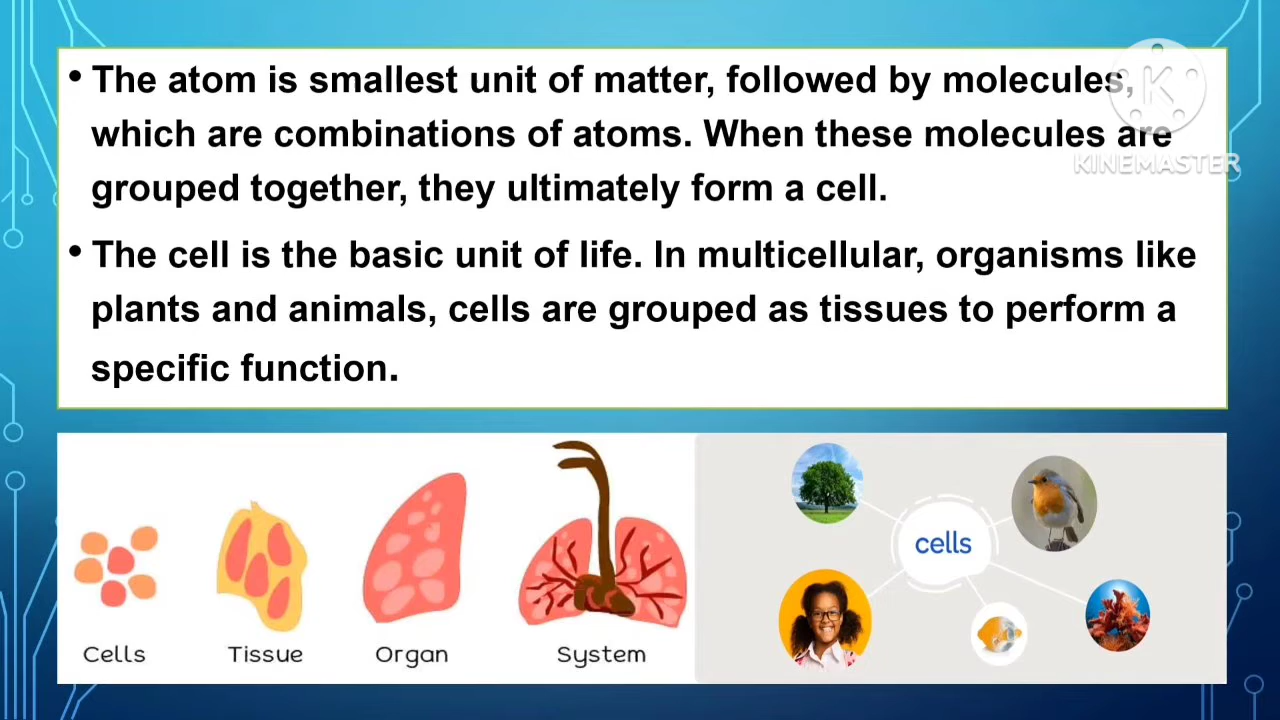 • The atom is smallest unit of matter, followed by molecules,
which are combinations of atoms. When these molecules are
grouped together, they ultimately form a cell.
• The cell is the basic unit of life. In multicellular, organisms like
plants and animals, cells are grouped as tissues to perform a
specific function.
K
KINEMASTER
Cells Tissue Organ System
cells